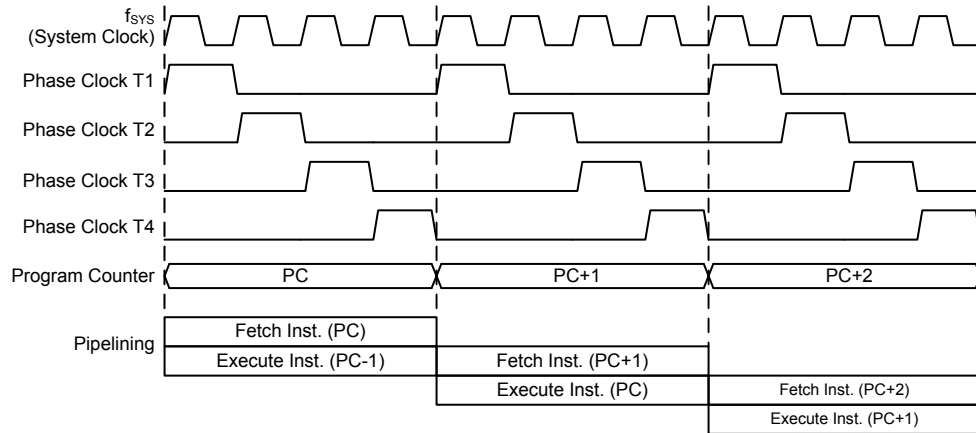 fSYS
(System Clock)
Phase Clock T1
Phase Clock T2
Phase Clock T3
Phase Clock T4
Program Counter
PC
PC+1
PC+2
Pipelining
Fetch Inst. (PC)
Execute Inst. (PC-1)
Fetch Inst. (PC+1)
Execute Inst. (PC)
Fetch Inst. (PC+2)
Execute Inst. (PC+1)